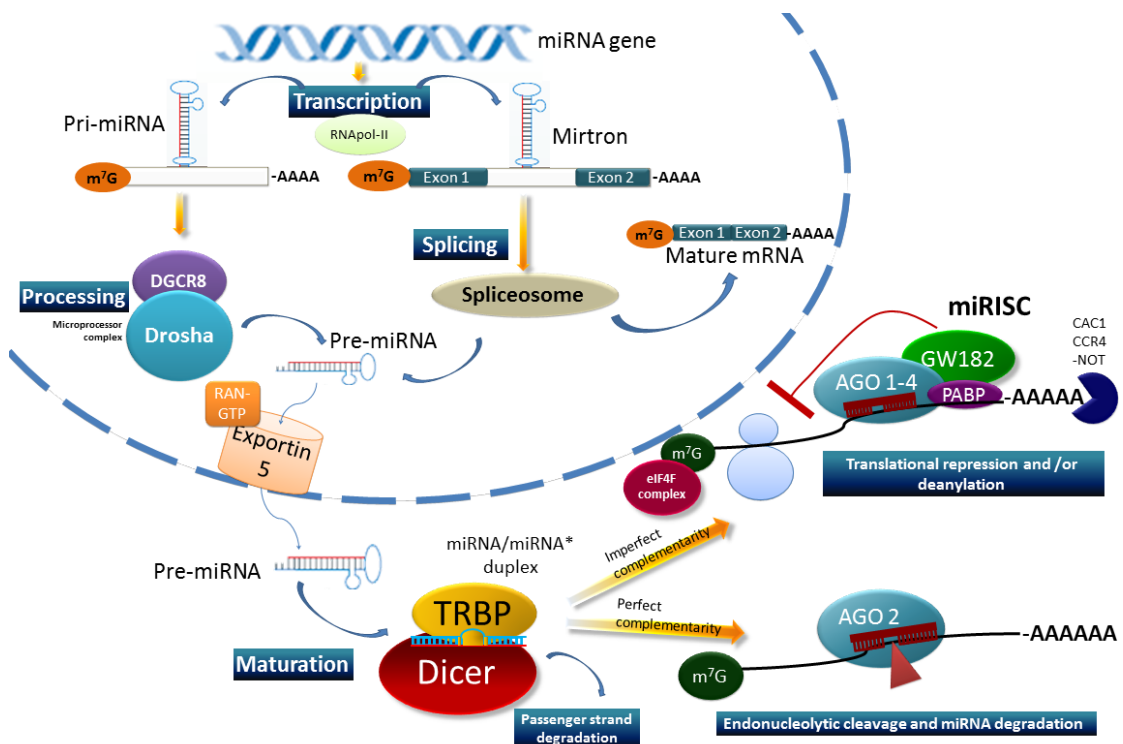 miRNA gene
Transcription
RNApol-II
Pri-miRNA
Mirtron
m7G
-AAAA
m7G
Exon 1
Exon 2
-AAAA
Splicing
m7G
Exon 1
Exon 2
-AAAA
Mature mRNA
Spliceosome
DGCR8
Processing
Microprocessor
complex
Drosha
Pre-miRNA
RAN-
GTP
Exportin
5
miRISC
CAC1
CCR4
-NOT
GW182
AGO 1-4
PABP
-AAAAA
m7G
eIF4F
complex
Translational repression and /or
deanylation
Pre-miRNA
miRNA/miRNA*
duplex
TRBP
Dicer
Maturation
Passenger strand
degradation
Imperfect
complementarity
Perfect
complementarity
AGO 2
-AAAAAA
m7G
Endonucleolytic cleavage and miRNA degradation